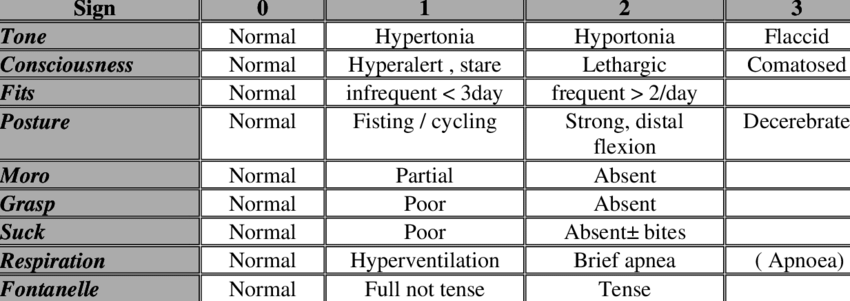 Sign 0 1 2 3
Tone Normal Hypertonia Hyportonia Flaccid
Consciousness Normal Hyperalert , stare Lethargic Comatosed
Fits Normal infrequent < 3day frequent > 2/day
Posture Normal Fisting / cycling Strong, distal Decerebrate
flexion
Moro Normal Partial Absent
Grasp Normal Poor Absent
Suck Normal Poor Absent± bites
Respiration Normal Hyperventilation Brief apnea ( Apnoea)
Fontanelle Normal Full not tense Tense